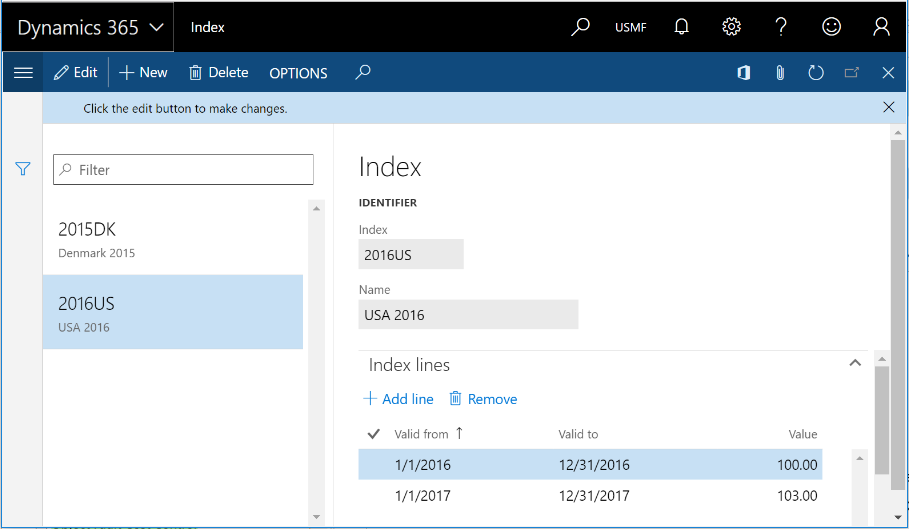 Dynamics 365 Index USMF
Edit New Delete OPTIONS
Click the edit button to make changes.
Filter
2015DK
Denmark 2015
2016US
USA 2016
Index
IDENTIFIER
Index
2016US
Name
USA 2016
Index lines
Add line Remove
Valid from Valid to Value
1/1/2016 12/31/2016 100.00
1/1/2017 12/31/2017 103.00